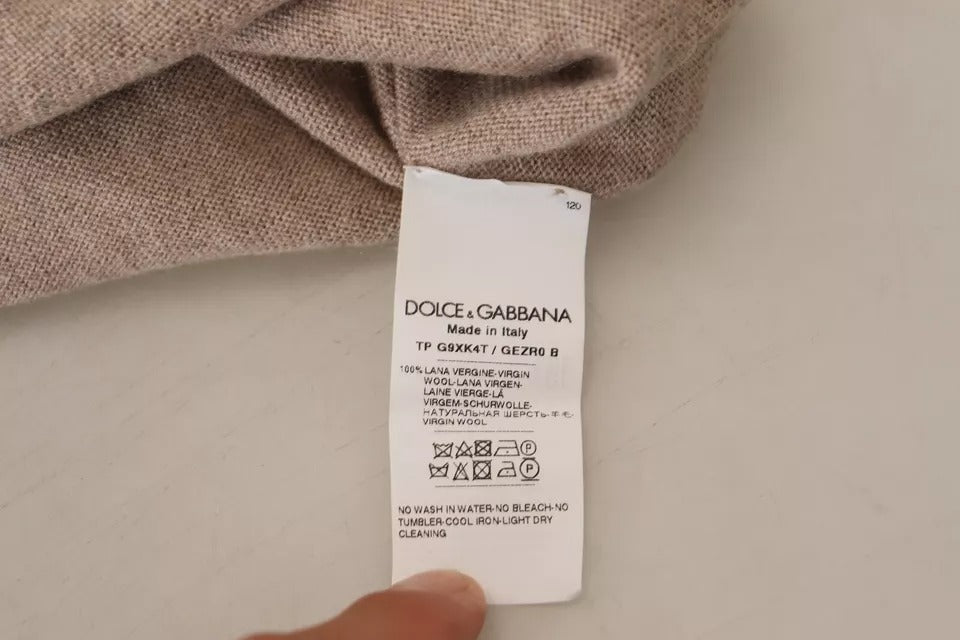 120
DOLCE & GABBANA
Made in Italy
TP G9XK4T / GEZR0 B
100% LANA VERGINE-VIRGIN
WOOL-LANA VIRGEN-
LAINE VIERGE-LÃ
VIRGEM-SCHURWOLLE-
НАТУРАЛЬНАЯ ШЕРСТЬ-羊毛-
VIRGIN WOOL
P
P
NO WASH IN WATER-NO BLEACH-NO
TUMBLER-COOL IRON-LIGHT DRY
CLEANING